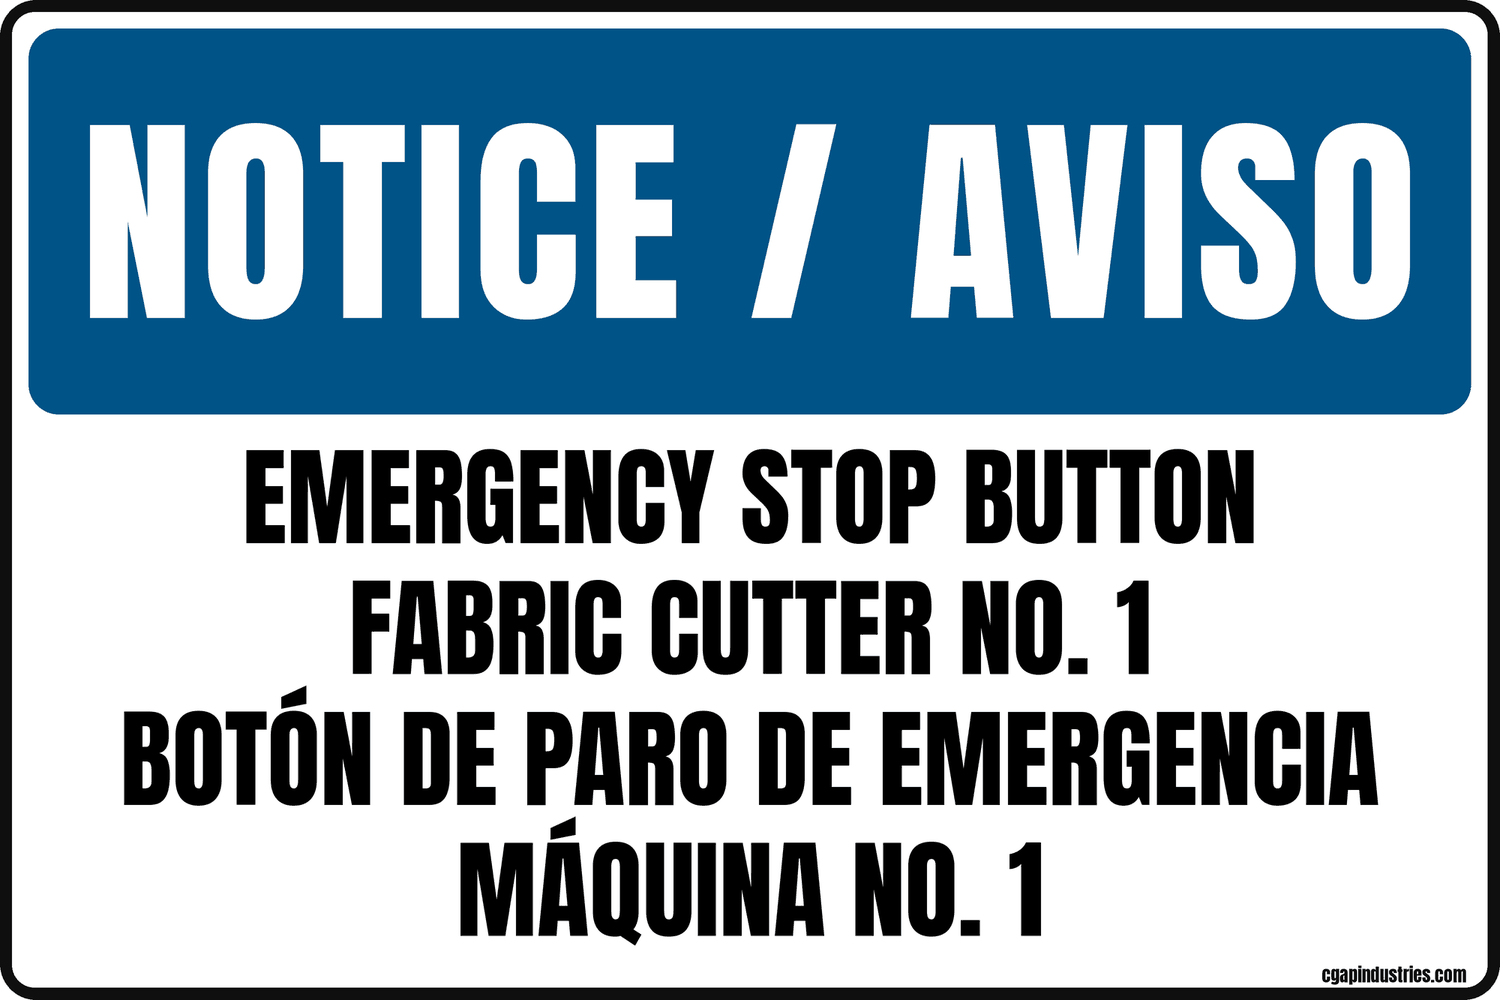 NOTICE / AVISO
EMERGENCY STOP BUTTON
FABRIC CUTTER NO. 1
BOTÓN DE PARO DE EMERGENCIA
MÁQUINA NO. 1
cgapindustries.com